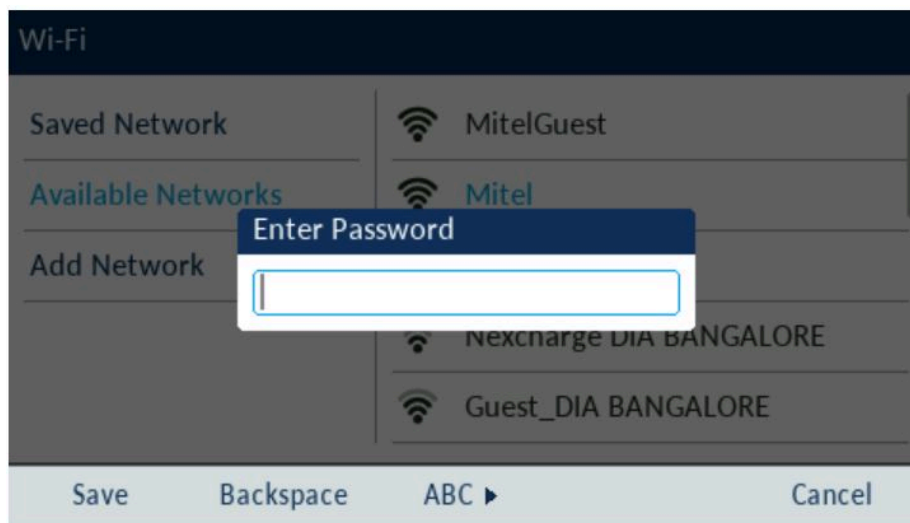 Wi-Fi
Saved Network
Available Networks
Add Network
MitelGuest
Mitel
Nexcharge DIA BANGALORE
Guest_DIA BANGALORE
Enter Password
Save Backspace ABC ▶ Cancel